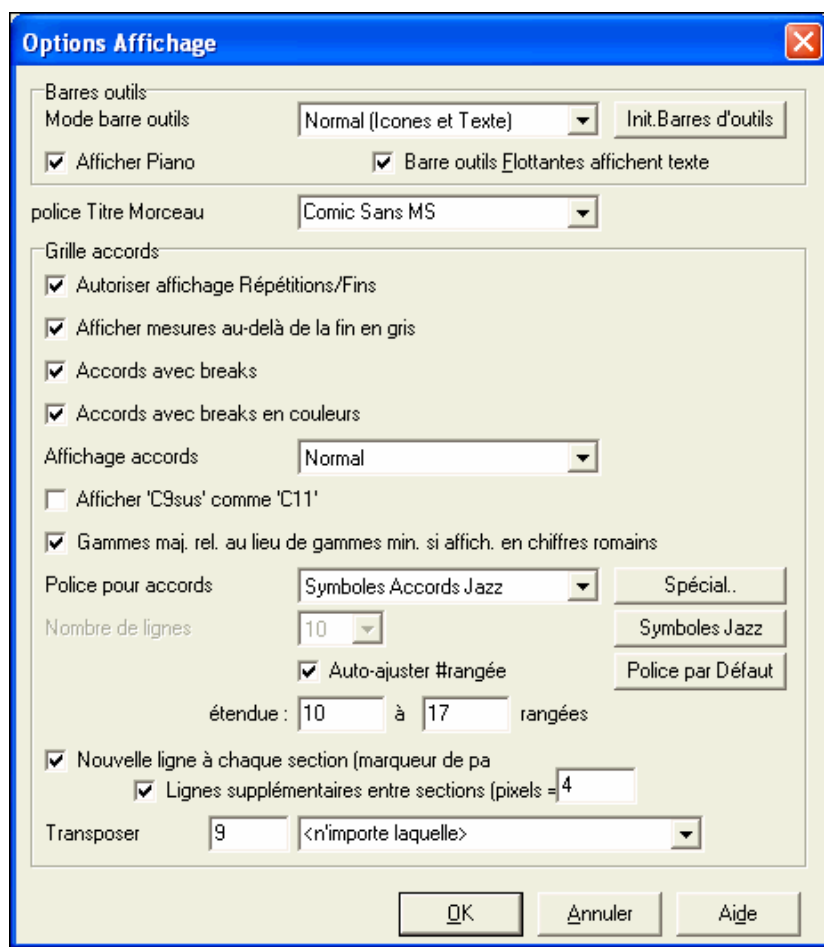 Options Affichage
Barres outils
Mode barre outils Normal (Icones et Texte) Init.Barres d'outils
Afficher Piano Barre outils Flottantes affichent texte
police Titre Morceau Comic Sans MS
Grille accords
Autoriser affichage Répétitions/Fins
Afficher mesures au-delà de la fin en gris
Accords avec breaks
Accords avec breaks en couleurs
Affichage accords Normal
Afficher 'C9sus' comme 'C11'
Gammes maj. rel. au lieu de gammes min. si affich. en chiffres romains
Police pour accords Symboles Accords Jazz Spécial..
Nombre de lignes 10 Symboles Jazz
Auto-ajuster #rangée Police par Défaut
étendue : 10 à 17 rangées
Nouvelle ligne à chaque section (marqueur de pa
Lignes supplémentaires entre sections (pixels = 4
Transposer 9 <n'importe laquelle>
OK Annuler Aide